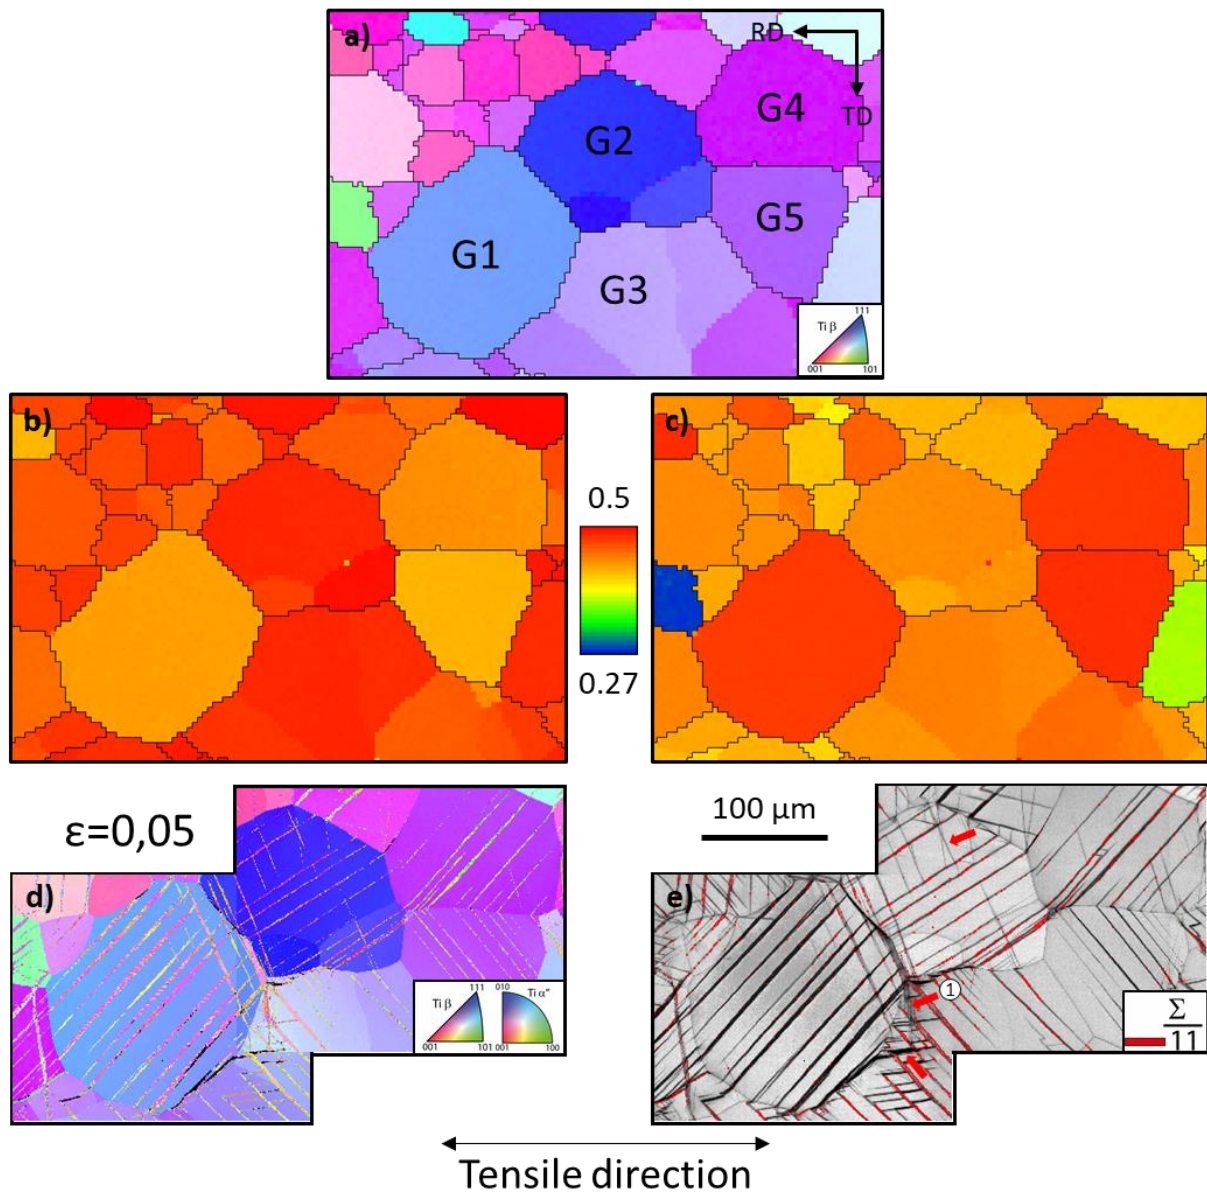 a)
RD
TD
G4
G2
G5
G1
G3
Ti β
111
001
101
b)
c)
0.5
0.27
ε=0,05
100 µm
d)
e)
1
Ti β
111
001
101
Ti α"
010
001
100
Σ
11
Tensile direction